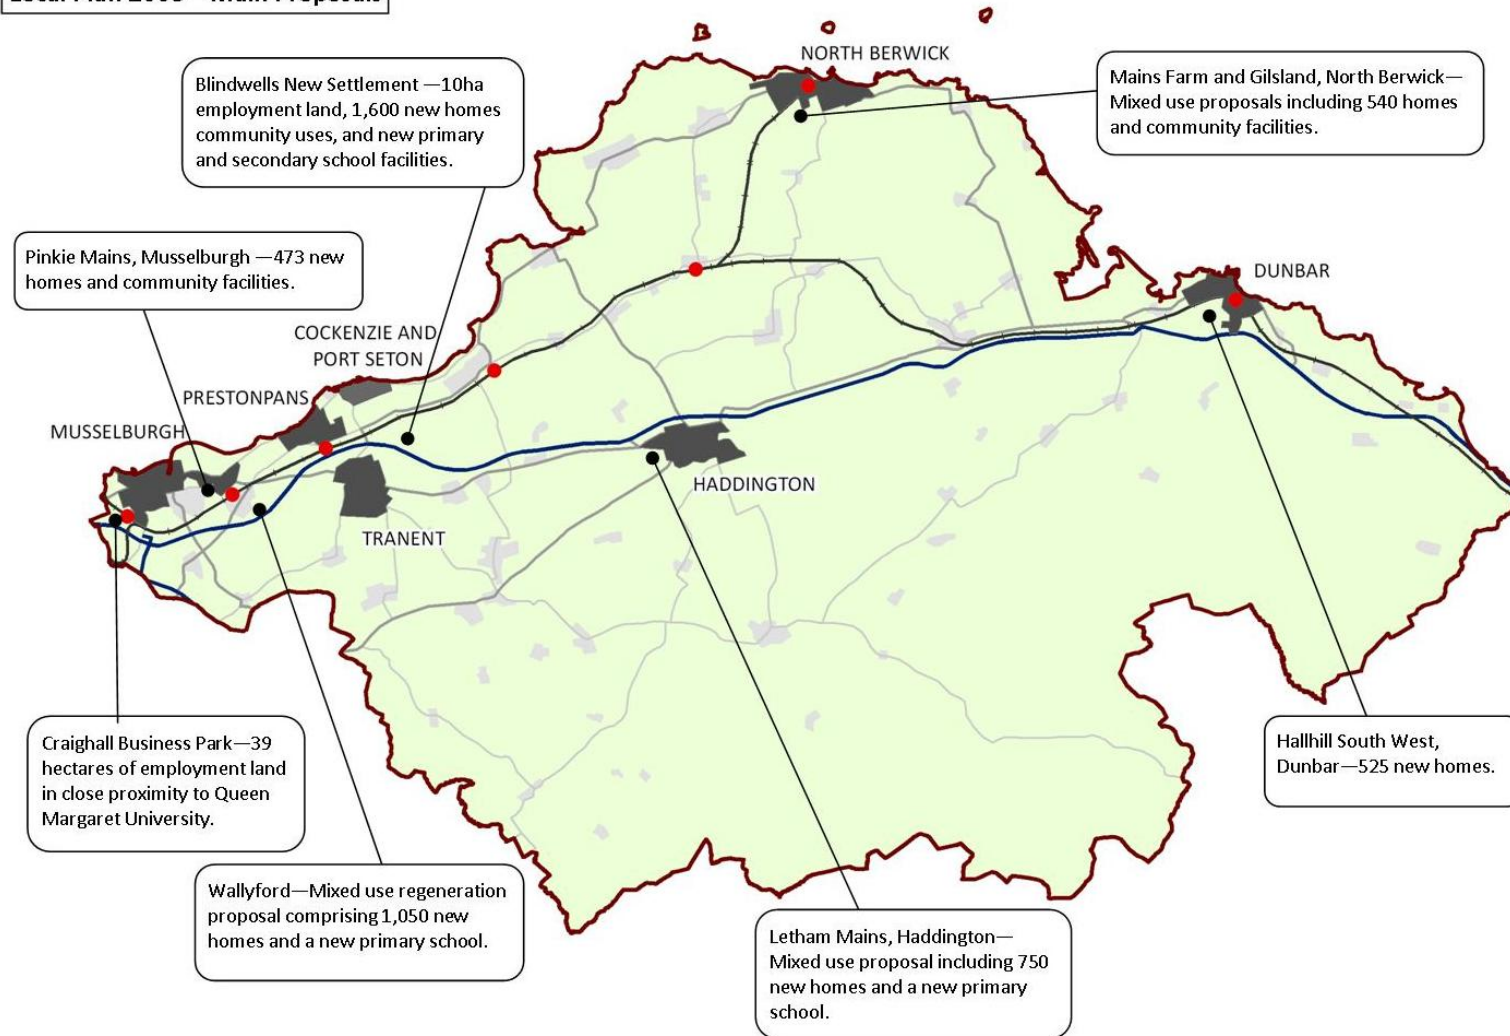 NORTH BERWICK
Blindwells New Settlement —10ha
employment land, 1,600 new homes
community uses, and new primary
and secondary school facilities.
Mains Farm and Gilsland, North Berwick—
Mixed use proposals including 540 homes
and community facilities.
Pinkie Mains, Musselburgh —473 new
homes and community facilities.
DUNBAR
COCKENZIE AND
PORT SETON
PRESTONPANS
MUSSELBURGH
HADDINGTON
TRANENT
Craighall Business Park—39
hectares of employment land
in close proximity to Queen
Margaret University.
Hallhill South West,
Dunbar—525 new homes.
Wallyford—Mixed use regeneration
proposal comprising 1,050 new
homes and a new primary school.
Letham Mains, Haddington—
Mixed use proposal including 750
new homes and a new primary
school.